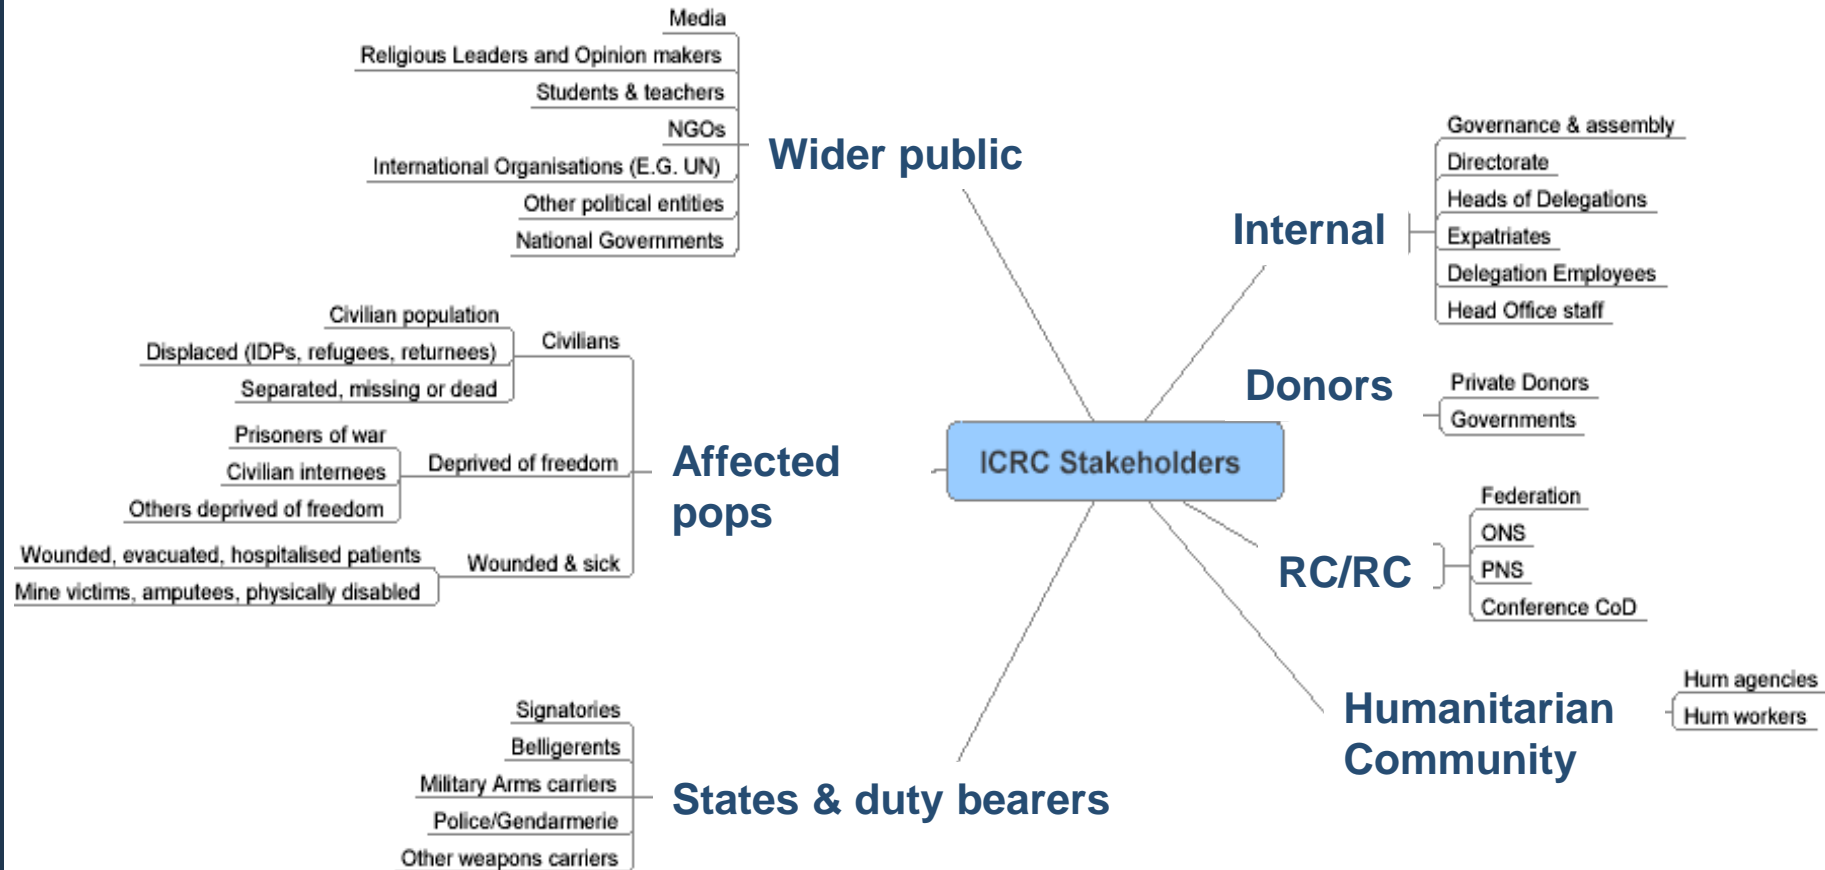 Media
Religious Leaders and Opinion makers
Students & teachers
NGOs
International Organisations (E.G. UN)
Other political entities
National Governments
Wider public
Civilian population
Displaced (IDPs, refugees, returnees)
Separated, missing or dead
Civilians
Prisoners of war
Civilian internees
Others deprived of freedom
Deprived of freedom
Wounded, evacuated, hospitalised patients
Mine victims, amputees, physically disabled
Wounded & sick
Affected
pops
Signatories
Belligerents
Military Arms carriers
Police/Gendarmerie
Other weapons carriers
States & duty bearers
ICRC Stakeholders
Internal
Governance & assembly
Directorate
Heads of Delegations
Expatriates
Delegation Employees
Head Office staff
Donors
Private Donors
Governments
RC/RC
Federation
ONS
PNS
Conference CoD
Humanitarian
Community
Hum agencies
Hum workers